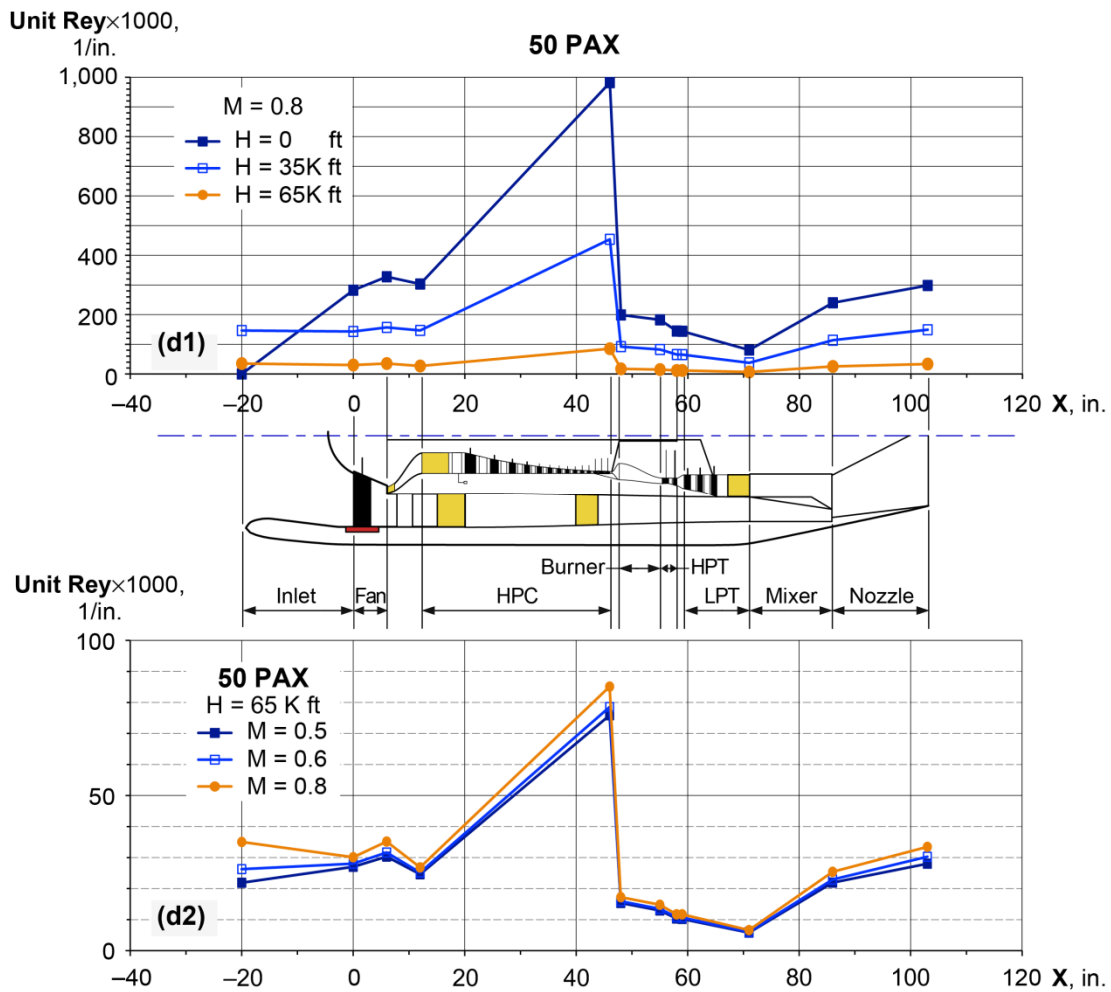 Unit Rey×1000,
1/in.
50 PAX
1,000
800
600
400
200
0
M = 0.8
H = 0 ft
H = 35K ft
H = 65K ft
(d1)
–40 –20 0 20 40 60 80 100 120 X, in.
Burner HPT
Inlet Fan HPC LPT Mixer Nozzle
Unit Rey×1000,
1/in.
100
50
0
50 PAX
H = 65 K ft
M = 0.5
M = 0.6
M = 0.8
(d2)
–40 –20 0 20 40 60 80 100 120 X, in.